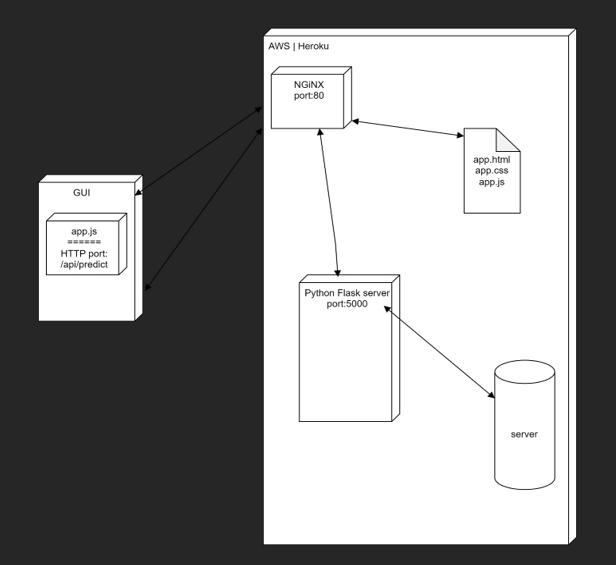 AWS | Heroku
NGiNX
port:80
app.html
app.css
app.js
GUI
app.js
======
HTTP port:
/api/predict
Python Flask server
port:5000
server